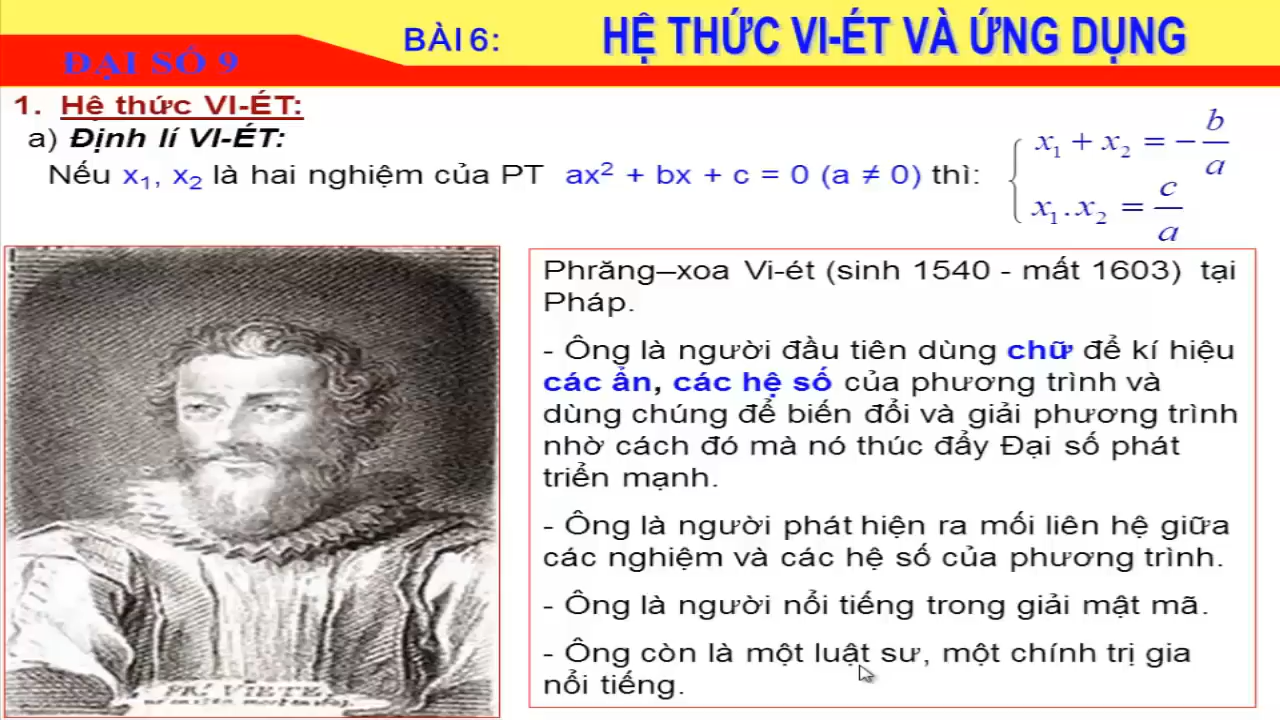 BÀI 6:
HỆ THỨC VI-ÉT VÀ ỨNG DỤNG
ĐẠI SỐ 9
1. Hệ thức VI-ÉT:
a) Định lí VI-ÉT:
Nếu x₁, x₂ là hai nghiệm của PT ax² + bx + c = 0 (a ≠ 0) thì:
x₁ + x₂ = − b/a
x₁ . x₂ = c/a
Phrăng–xoa Vi-ét (sinh 1540 - mất 1603) tại
Pháp.
- Ông là người đầu tiên dùng chữ để kí hiệu
các ẩn, các hệ số của phương trình và
dùng chúng để biến đổi và giải phương trình
nhờ cách đó mà nó thúc đẩy Đại số phát
triển mạnh.
- Ông là người phát hiện ra mối liên hệ giữa
các nghiệm và các hệ số của phương trình.
- Ông là người nổi tiếng trong giải mật mã.
- Ông còn là một luật sư, một chính trị gia
nổi tiếng.
VIETE